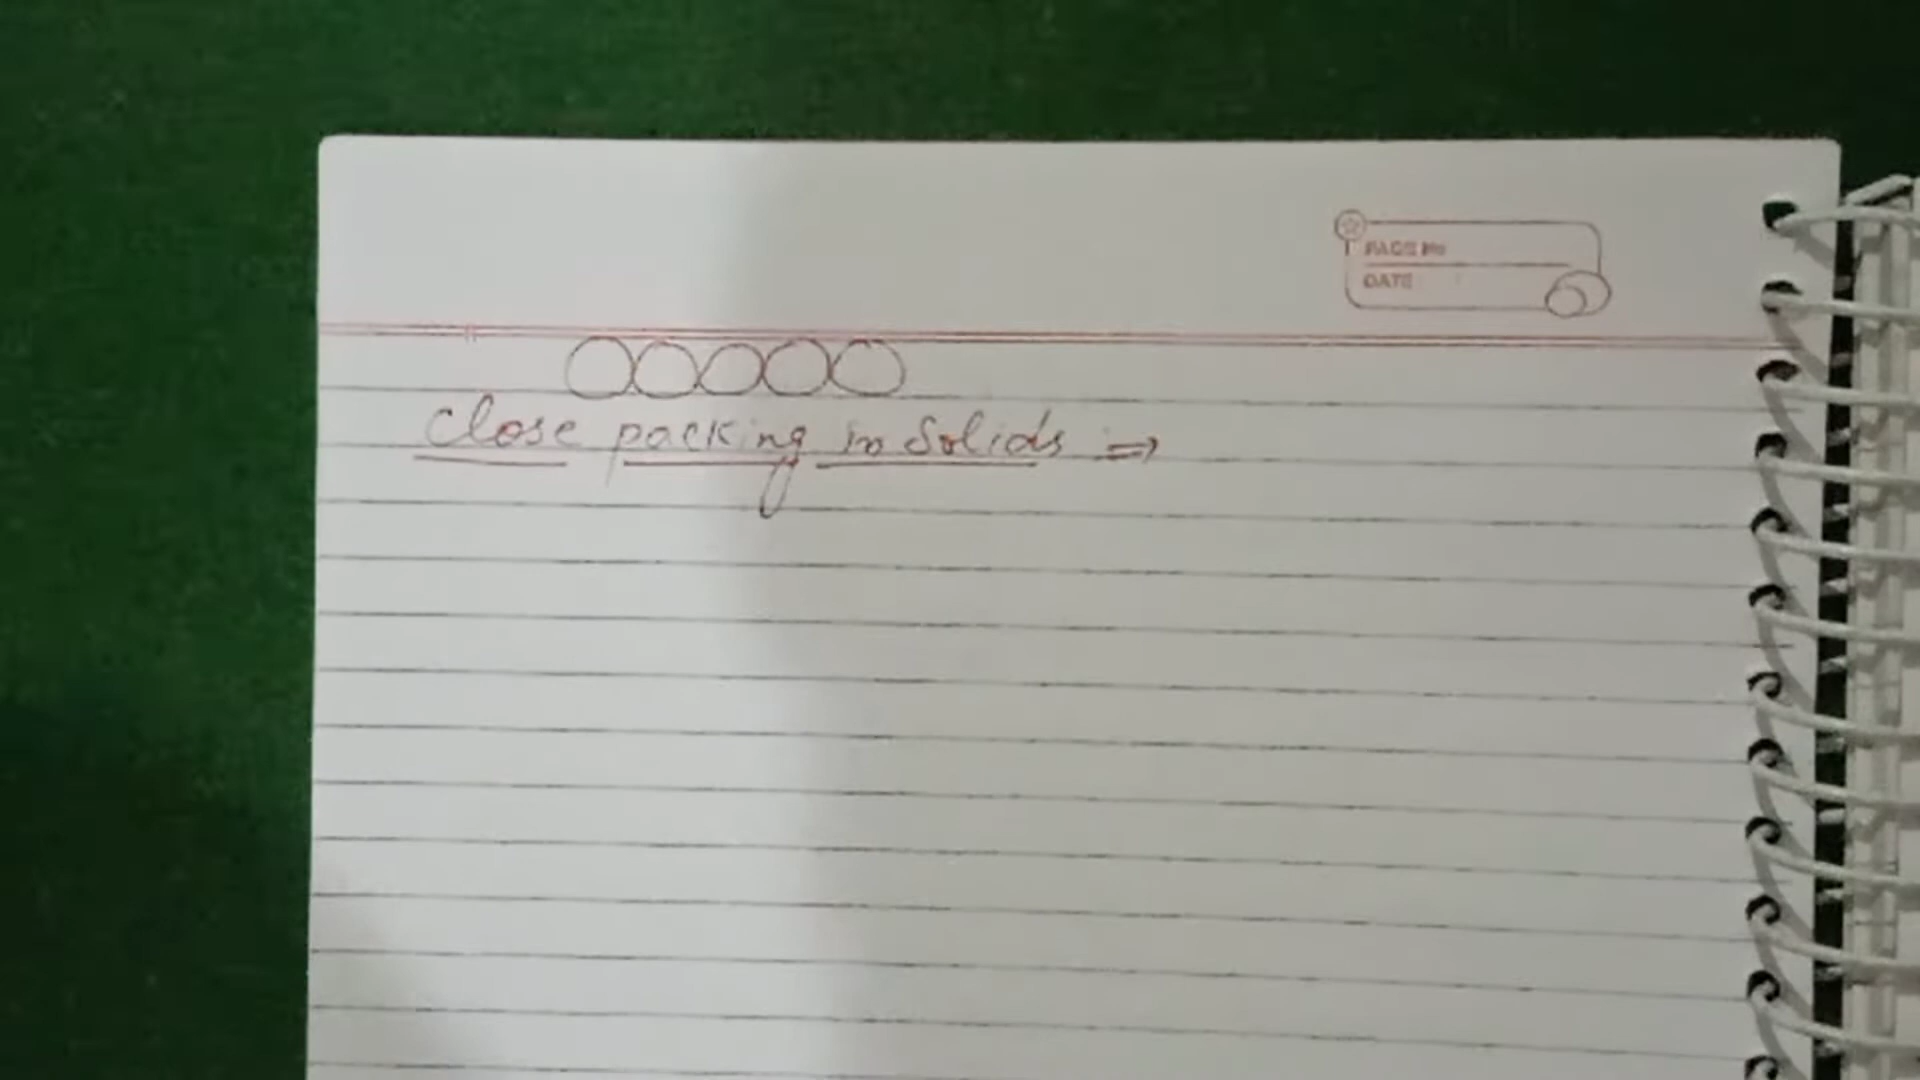 PAGE No
DATE
Close packing in Solids ⇒